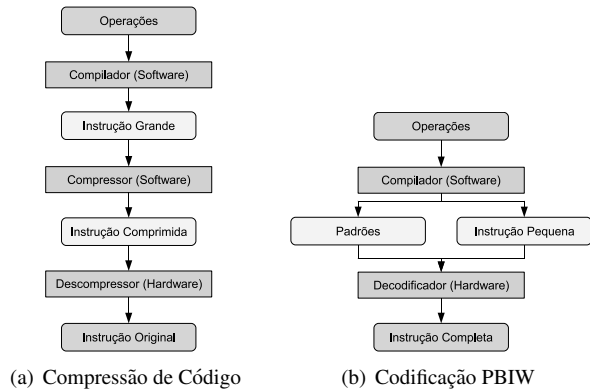 Operações
Compilador (Software)
Instrução Grande
Compressor (Software)
Instrução Comprimida
Descompressor (Hardware)
Instrução Original
(a) Compressão de Código
Operações
Compilador (Software)
Padrões
Instrução Pequena
Decodificador (Hardware)
Instrução Completa
(b) Codificação PBIW